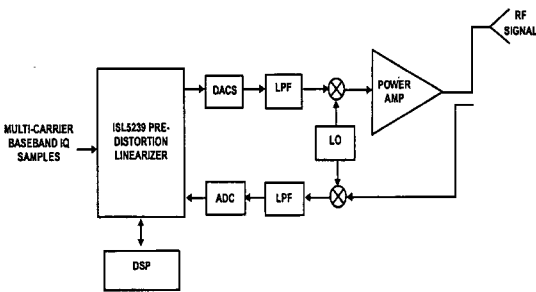 RF
SIGNAL
POWER
AMP
DACS
LPF
MULTI-CARRIER
BASEBAND IQ
SAMPLES
ISL5239 PRE-
DISTORTION
LINEARIZER
LO
ADC
LPF
DSP